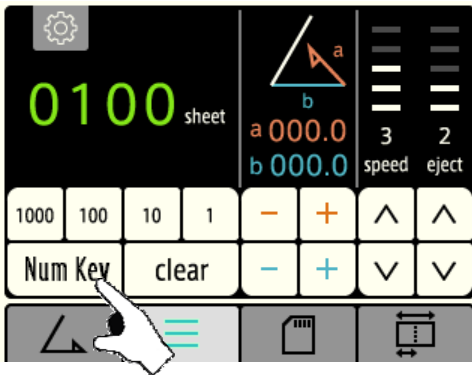 a
b
0100 sheet
a 000.0
b 000.0
3 2
speed eject
1000 100 10 1 - +
Num Key clear - +